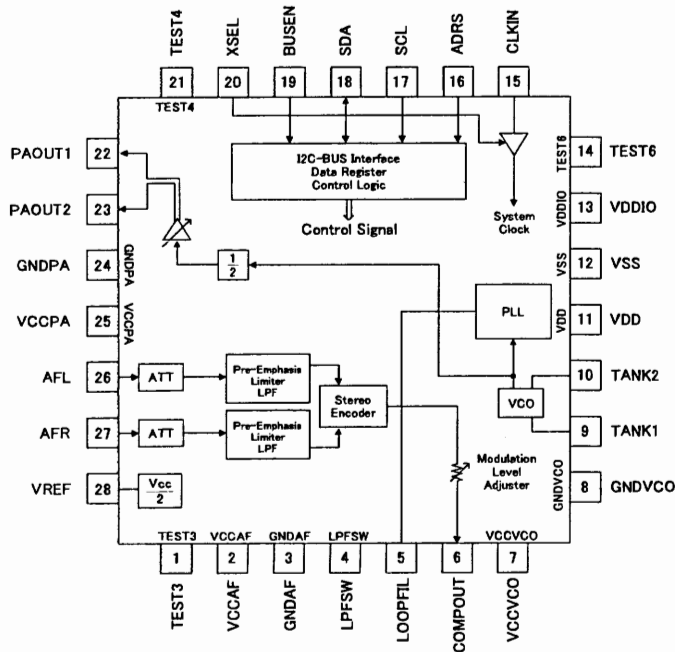 TEST4
XSEL
BUSEN
SDA
SCL
ADRS
CLKIN
21
20
19
18
17
16
15
TEST4
PAOUT1
22
PAOUT2
23
GNDPA
24
GNDPA
VCCPA
25
VCCPA
AFL
26
AFR
27
VREF
28
I2C-BUS Interface
Data Register
Control Logic
Control Signal
System
Clock
1
2
ATT
Pre-Emphasis
Limiter
LPF
ATT
Pre-Emphasis
Limiter
LPF
Stereo
Encoder
Vcc
2
PLL
VCO
Modulation
Level
Adjuster
TEST6
14
TEST6
VDDIO
13
VDDIO
VSS
12
VSS
VDD
11
VDD
10
TANK2
9
TANK1
GNDVCO
8
GNDVCO
TEST3
VCCAF
GNDAF
LPFSW
VCCVCO
1
2
3
4
5
6
7
TEST3
VCCAF
GNDAF
LPFSW
LOOPFIL
COMPOUT
VCCVCO